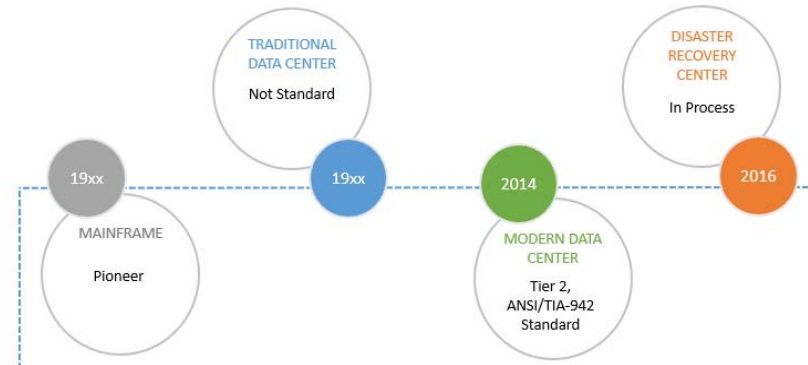 19xx
MAINFRAME
Pioneer
TRADITIONAL
DATA CENTER
Not Standard
19xx
2014
MODERN DATA
CENTER
Tier 2,
ANSI/TIA-942
Standard
DISASTER
RECOVERY
CENTER
In Process
2016